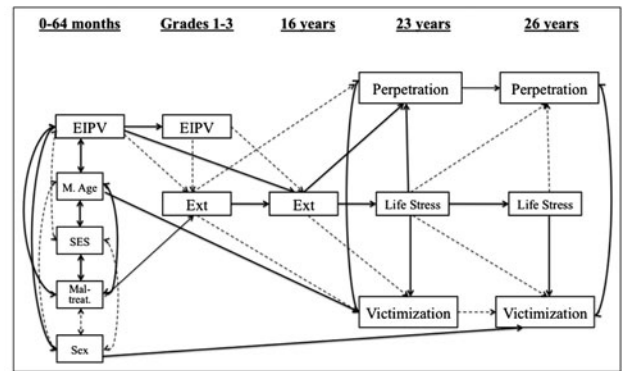 0-64 months Grades 1-3 16 years 23 years 26 years
Perpetration Perpetration
EIPV EIPV
M. Age
Ext Ext Life Stress Life Stress
SES
Mal-
treat.
Victimization Victimization
Sex